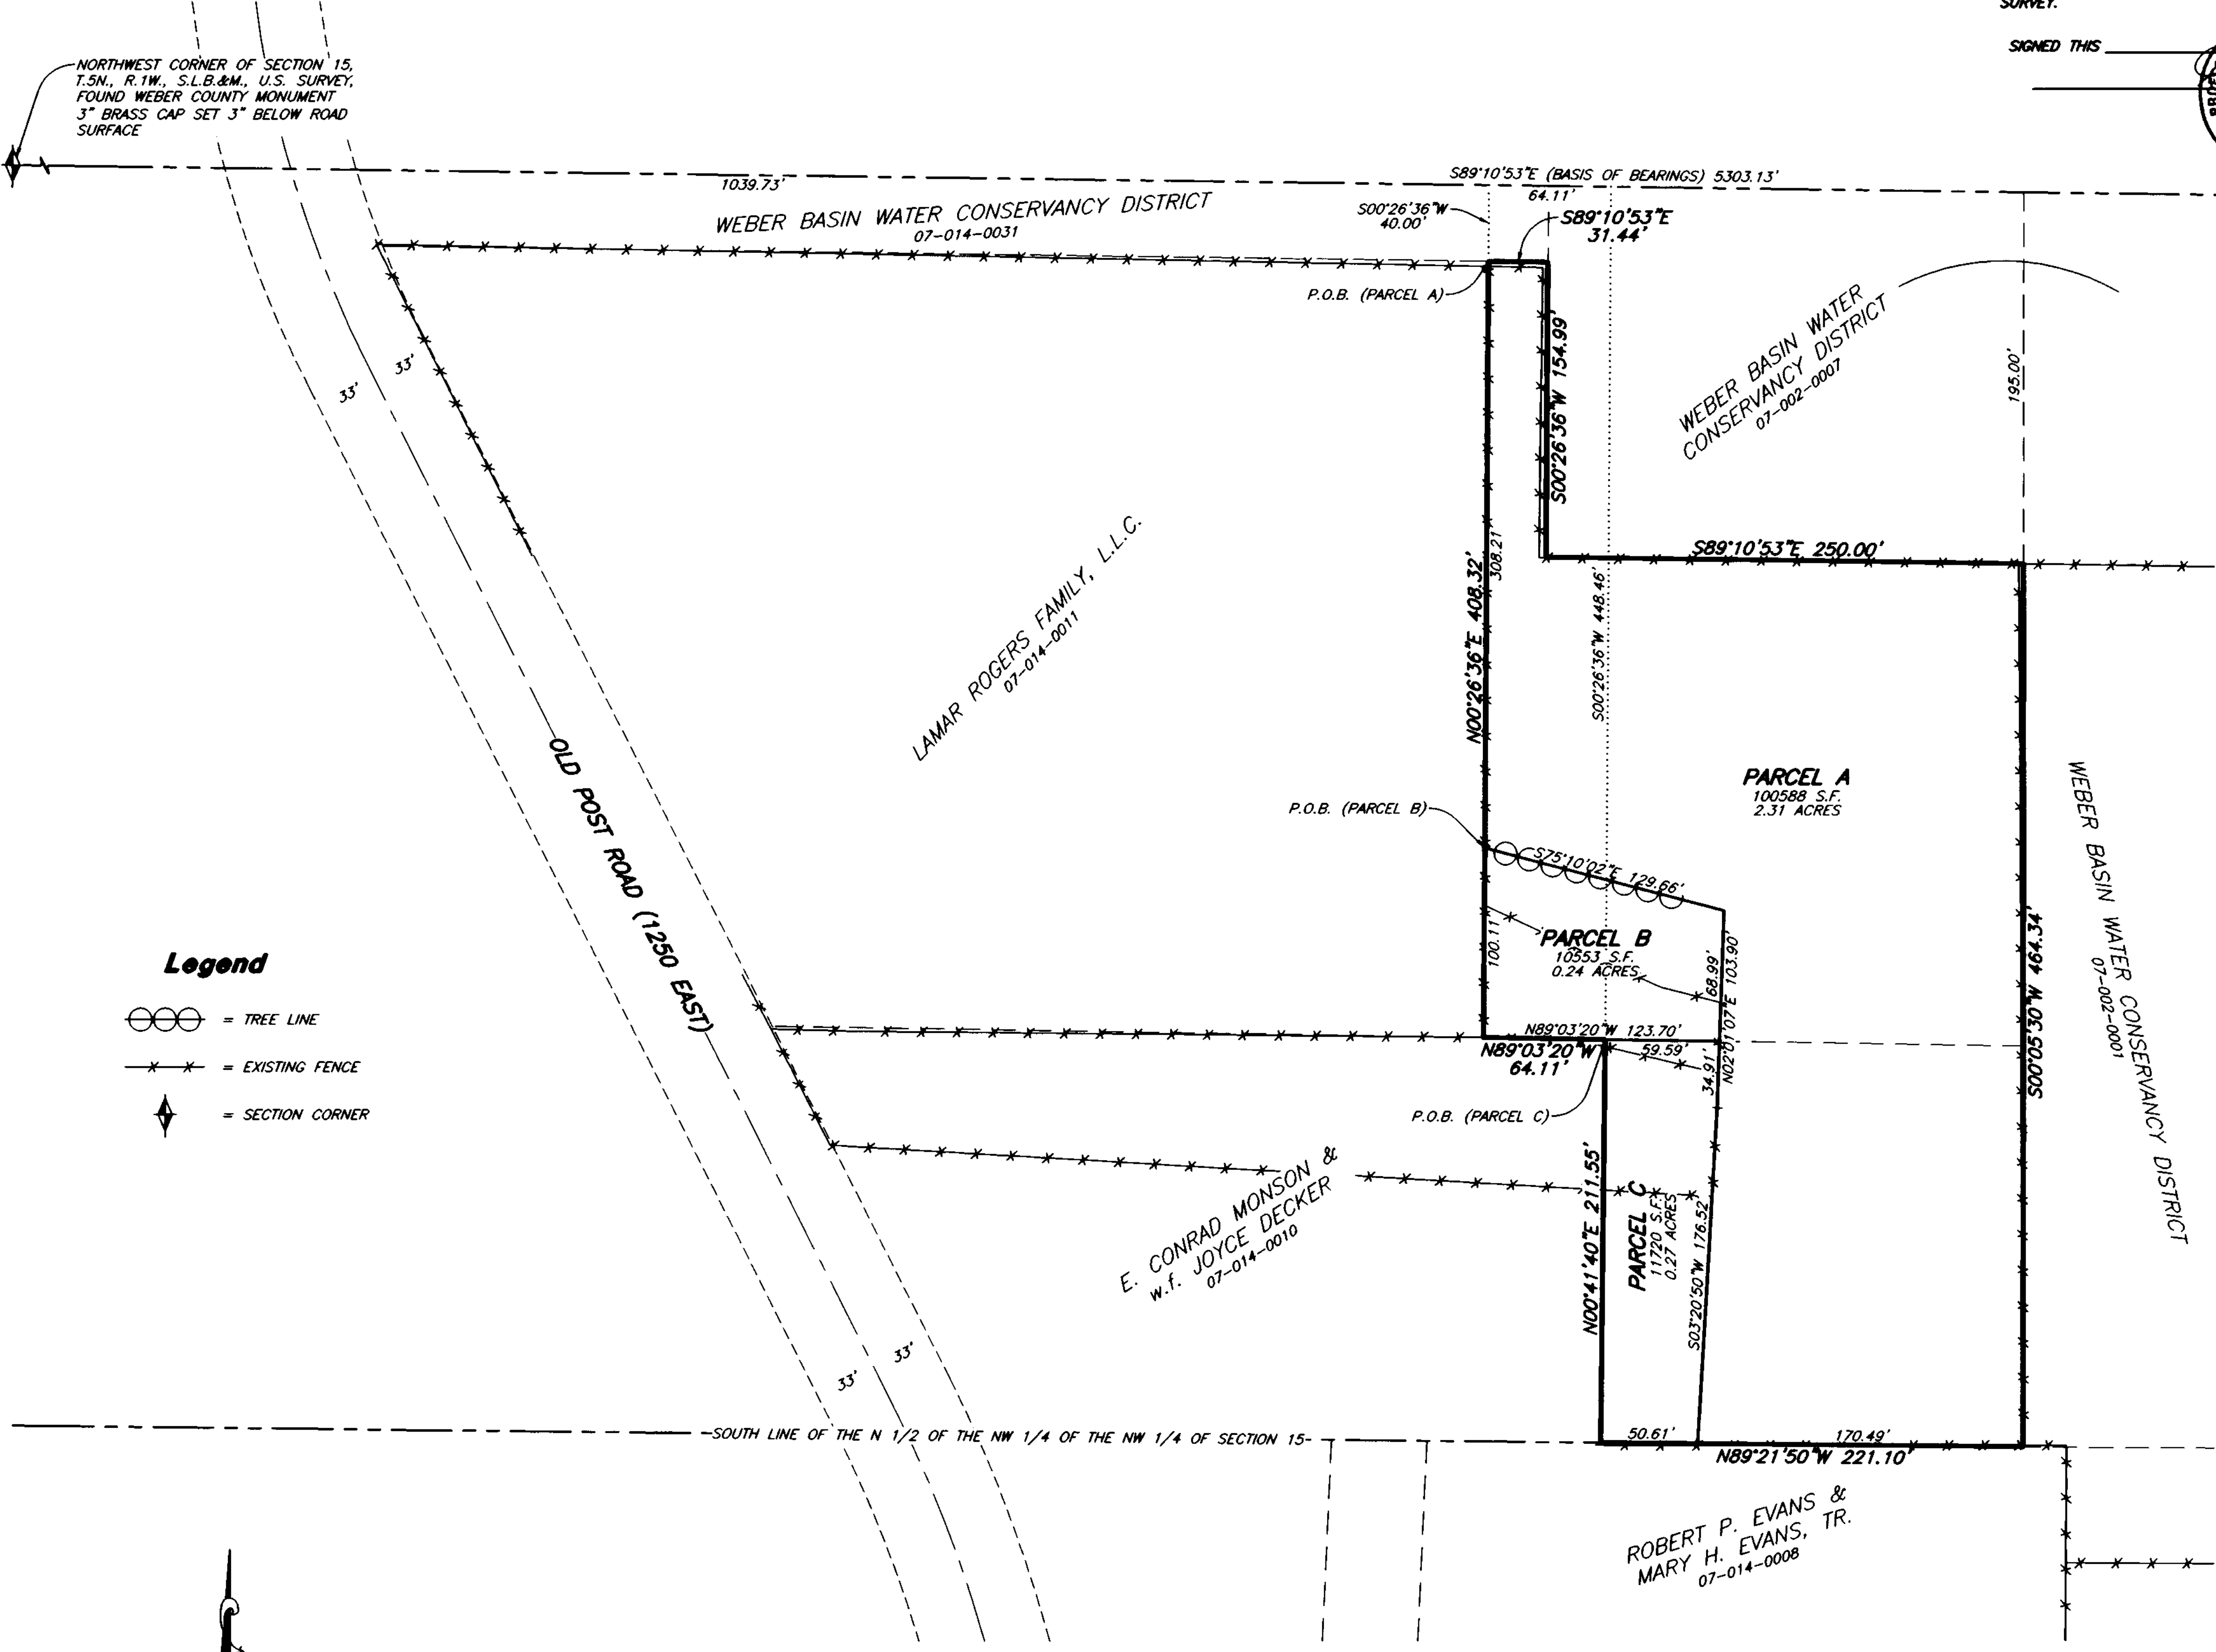 SURVEY.
SIGNED THIS
NORTHWEST CORNER OF SECTION 15,
T.5N., R.1W., S.L.B.&M., U.S. SURVEY,
FOUND WEBER COUNTY MONUMENT
3" BRASS CAP SET 3" BELOW ROAD
SURFACE
1039.73'
S89°10'53"E (BASIS OF BEARINGS) 5303.13'
64.11'
WEBER BASIN WATER CONSERVANCY DISTRICT
07-014-0031
S00°26'36"W
40.00'
S89°10'53"E
31.44'
P.O.B. (PARCEL A)
S00°26'36"W 154.99'
WEBER BASIN WATER
CONSERVANCY DISTRICT
07-002-0007
195.00'
33'
33'
S89°10'53"E 250.00'
N00°26'36"E 408.32'
308.21'
S00°26'36"W 448.46'
LAMAR ROGERS FAMILY, L.L.C.
07-014-0011
OLD POST ROAD (1250 EAST)
PARCEL A
100588 S.F.
2.31 ACRES
P.O.B. (PARCEL B)
S75°10'02"E 129.66'
WEBER BASIN WATER CONSERVANCY DISTRICT
07-002-0001
S00°05'30"W 464.34'
PARCEL B
10553 S.F.
0.24 ACRES
100.11'
68.99'
N02°01'07"E 103.90'
N89°03'20"W 123.70'
N89°03'20"W
64.11'
59.59'
34.91'
P.O.B. (PARCEL C)
Legend
= TREE LINE
= EXISTING FENCE
= SECTION CORNER
E. CONRAD MONSON &
w.f. JOYCE DECKER
07-014-0010
N00°41'40"E 211.55'
PARCEL C
11720 S.F.
0.27 ACRES
S03°20'50"W 176.52'
33'
33'
SOUTH LINE OF THE N 1/2 OF THE NW 1/4 OF THE NW 1/4 OF SECTION 15
50.61'
170.49'
N89°21'50"W 221.10'
ROBERT P. EVANS &
MARY H. EVANS, TR.
07-014-0008